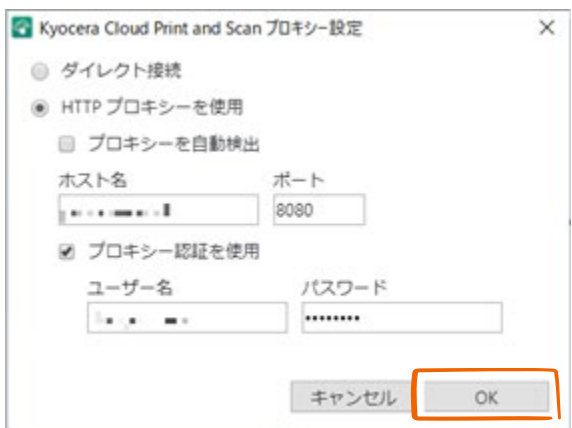 Kyocera Cloud Print and Scan プロキシー設定
ダイレクト接続
HTTP プロキシーを使用
プロキシーを自動検出
ホスト名 ポート
8080
プロキシー認証を使用
ユーザー名 パスワード
••••••••
キャンセル OK